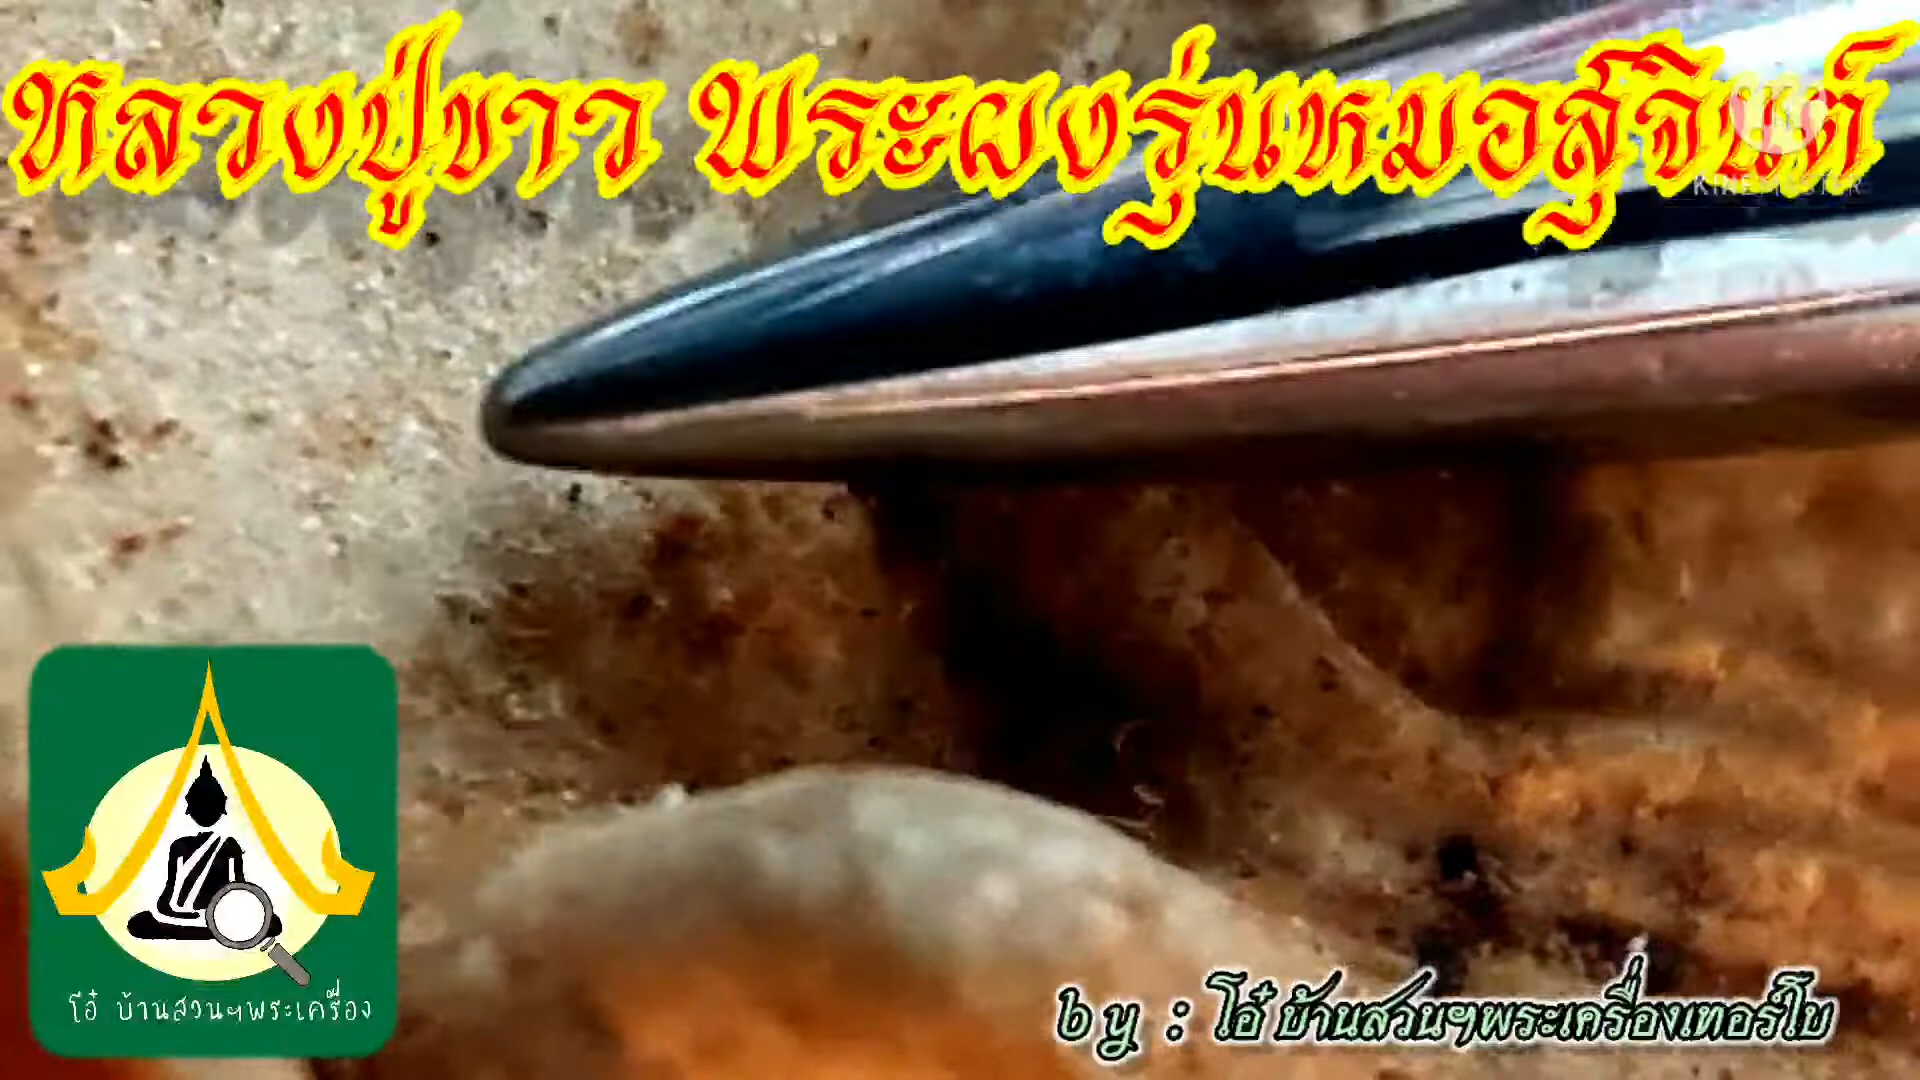 หลวงปู่ขาว พระผงรุ่นหมอสุจินต์
KINEMASTER
โอ๋ บ้านสวนฯพระเครื่อง
by : โอ๋ บ้านสวนฯพระเครื่องเทอร์โบ